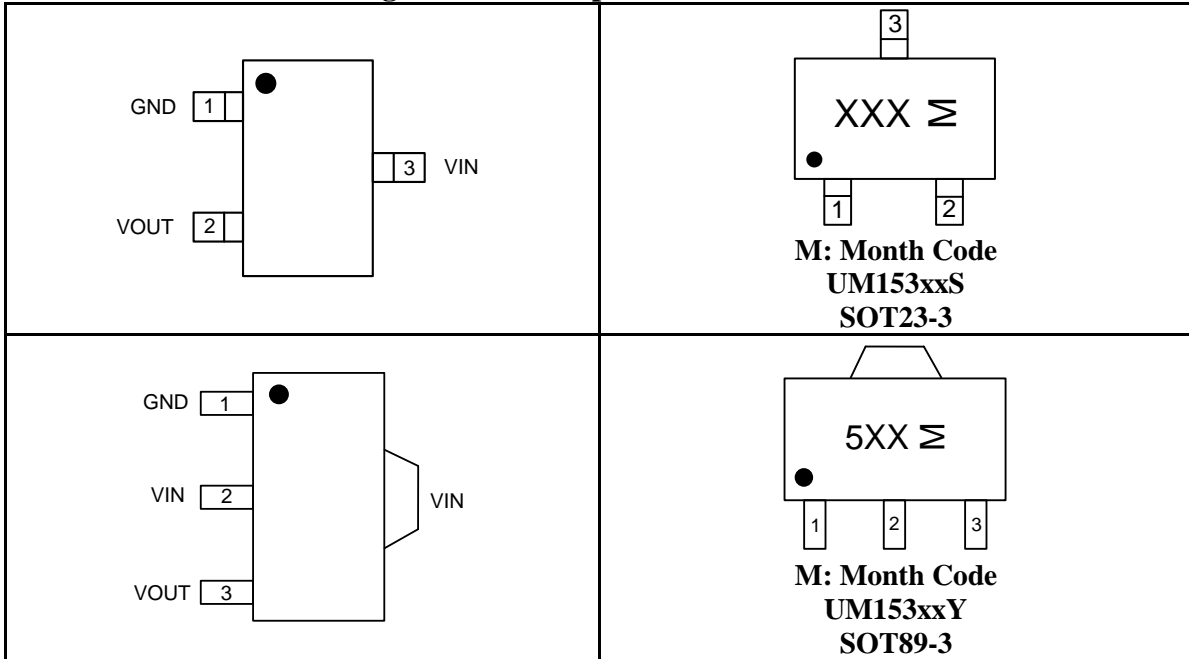 GND 1
3 VIN
VOUT 2
3
XXX M
1 2
M: Month Code
UM153xxS
SOT23-3
GND 1
VIN 2 VIN
VOUT 3
5XX M
1 2 3
M: Month Code
UM153xxY
SOT89-3